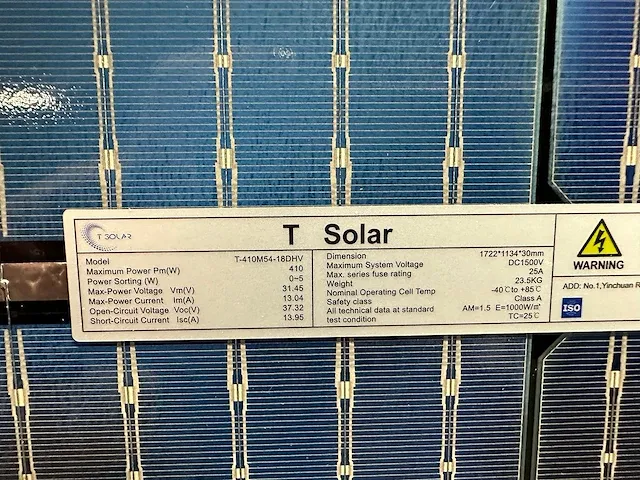 T SOLAR
T Solar
Model T-410M54-18DHV
Maximum Power Pm(W) 410
Power Sorting (W) 0~5
Max-Power Voltage Vm(V) 31.45
Max-Power Current Im(A) 13.04
Open-Circuit Voltage Voc(V) 37.32
Short-Circuit Current Isc(A) 13.95
Dimension 1722*1134*30mm
Maximum System Voltage DC1500V
Max. series fuse rating 25A
Weight 23.5KG
Nominal Operating Cell Temp -40℃to +85℃
Safety class Class A
All technical data at standard AM=1.5 E=1000W/㎡
test condition TC=25℃
WARNING
ADD: No.1,Yinchuan R
ISO